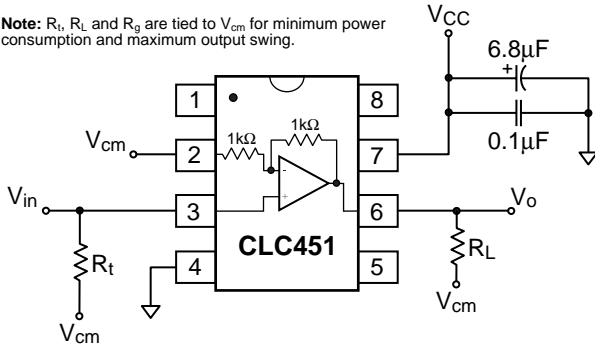 Note: Rt, RL and Rg are tied to Vcm for minimum power
consumption and maximum output swing.
VCC
6.8μF
+
0.1μF
1
8
Vcm
2
1kΩ
1kΩ
7
-
+
Vin
3
6
Vo
CLC451
Rt
4
5
RL
Vcm
Vcm